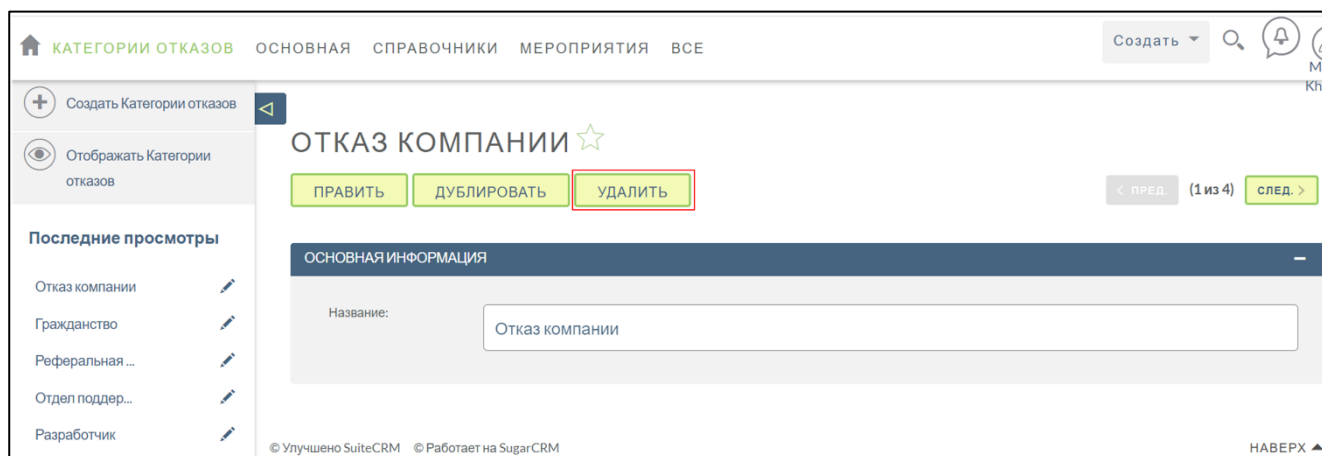 КАТЕГОРИИ ОТКАЗОВ ОСНОВНАЯ СПРАВОЧНИКИ МЕРОПРИЯТИЯ ВСЕ Создать
Создать Категории отказов
Отображать Категории
отказов
Последние просмотры
Отказ компании
Гражданство
Реферальная ...
Отдел поддер...
Разработчик
ОТКАЗ КОМПАНИИ
ПРАВИТЬ ДУБЛИРОВАТЬ УДАЛИТЬ < ПРЕД. (1 из 4) СЛЕД. >
ОСНОВНАЯ ИНФОРМАЦИЯ
Название: Отказ компании
© Улучшено SuiteCRM © Работает на SugarCRM НАВЕРХ